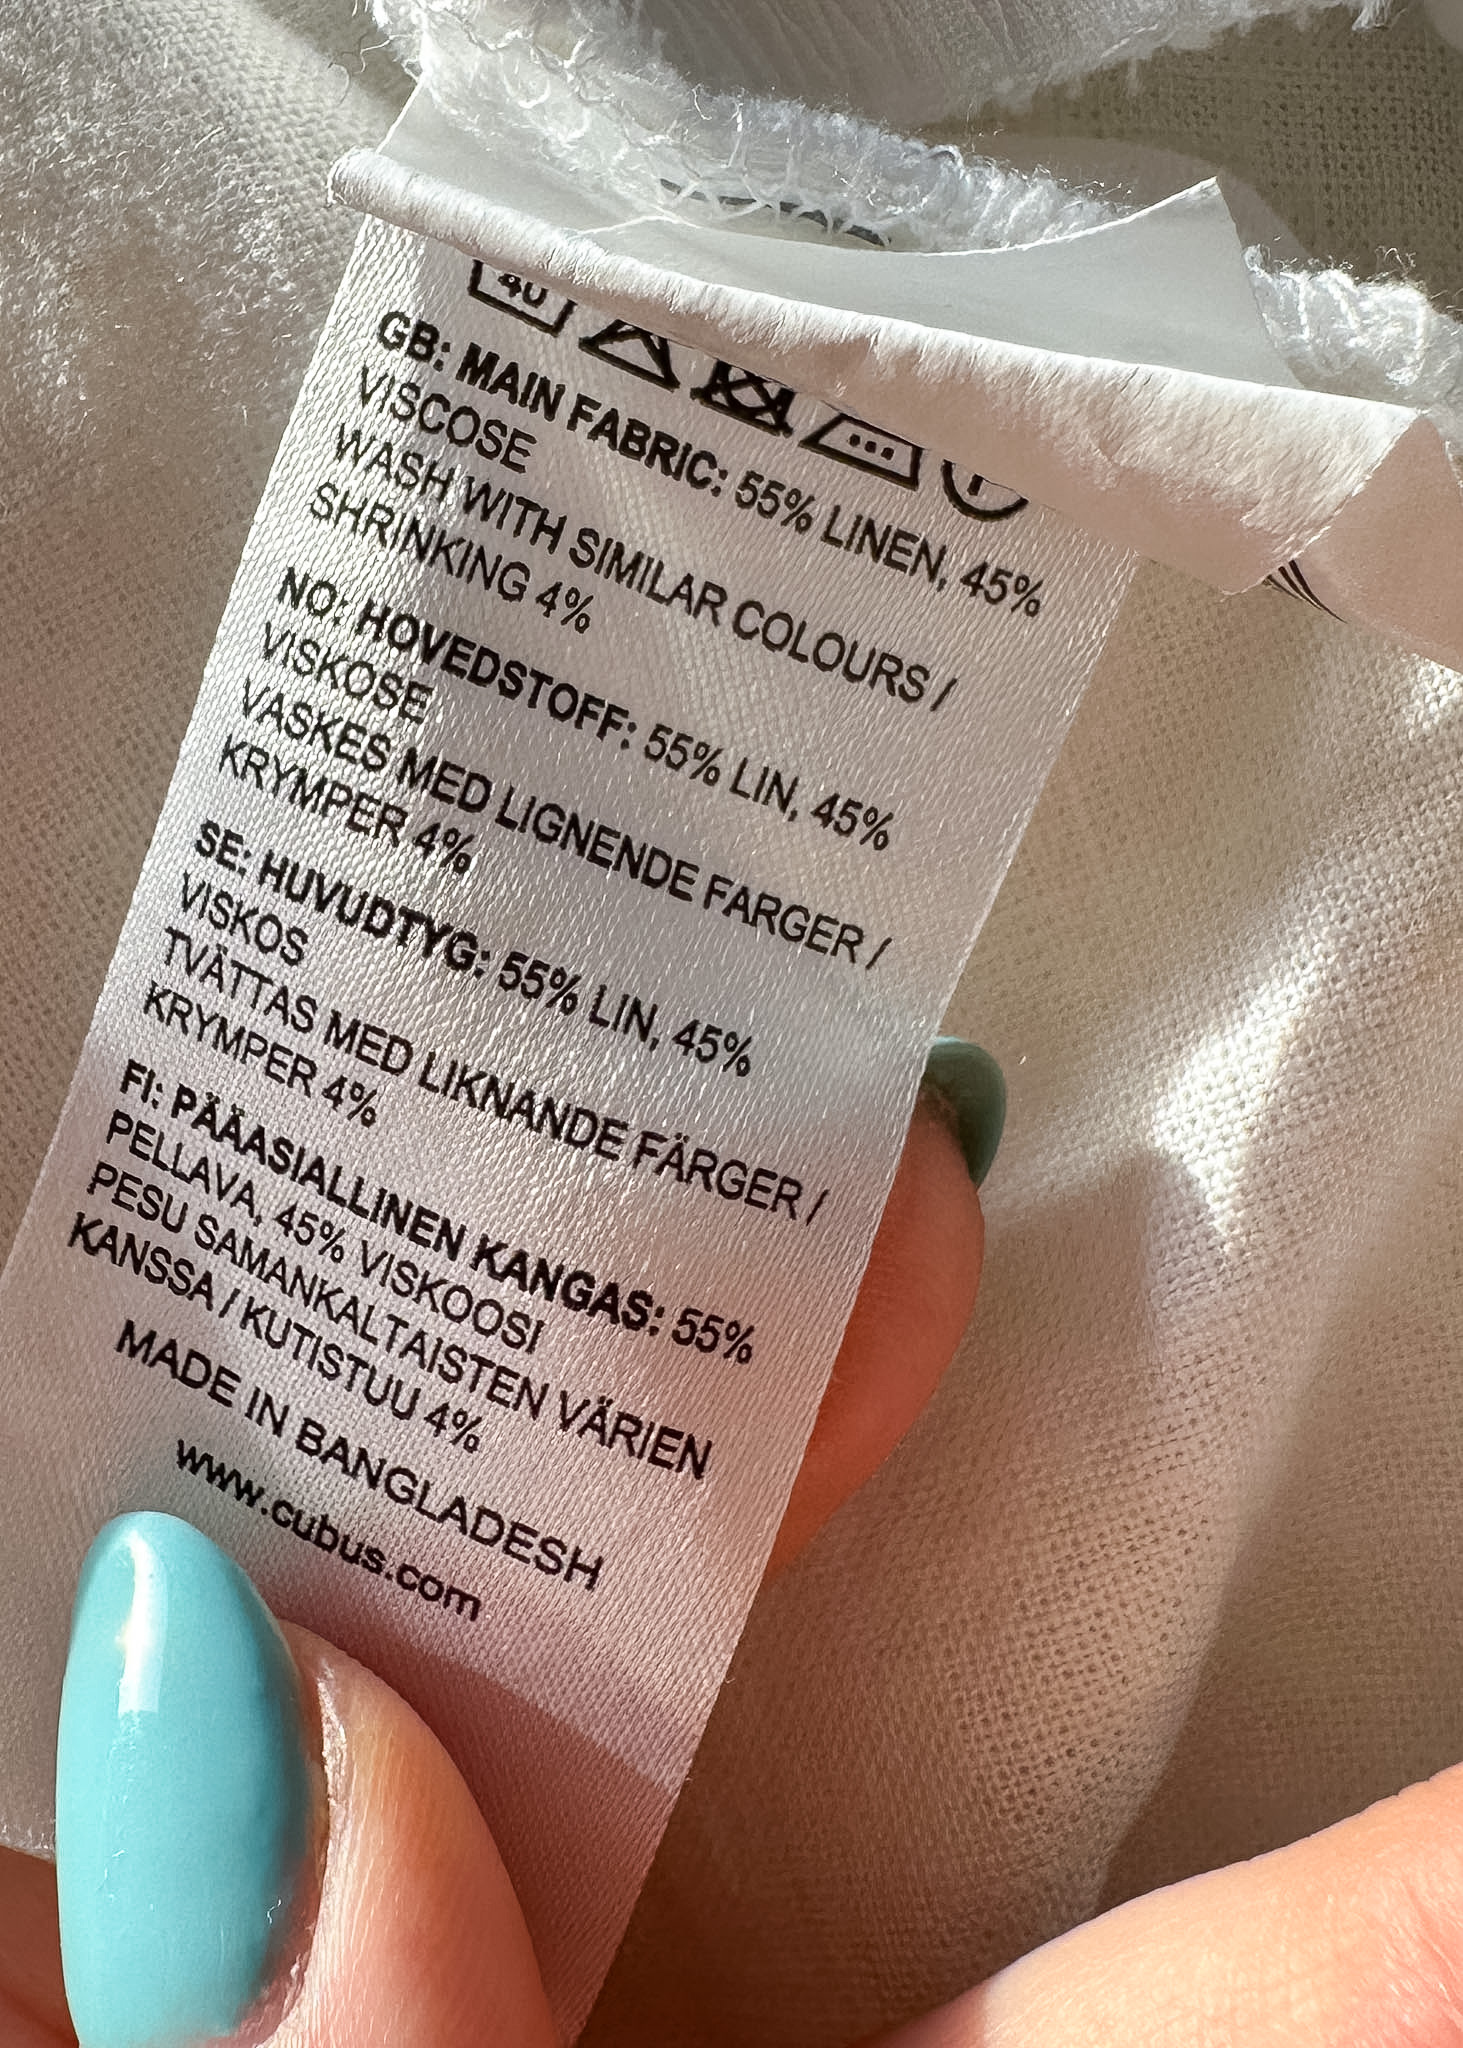 40
GB: MAIN FABRIC: 55% LINEN, 45%
VISCOSE
WASH WITH SIMILAR COLOURS /
SHRINKING 4%
NO: HOVEDSTOFF: 55% LIN, 45%
VISKOSE
VASKES MED LIGNENDE FARGER /
KRYMPER 4%
SE: HUVUDTYG: 55% LIN, 45%
VISKOS
TVÄTTAS MED LIKNANDE FÄRGER /
KRYMPER 4%
FI: PÄÄASIALLINEN KANGAS: 55%
PELLAVA, 45% VISKOOSI
PESU SAMANKALTAISTEN VÄRIEN
KANSSA / KUTISTUU 4%
MADE IN BANGLADESH
www.cubus.com